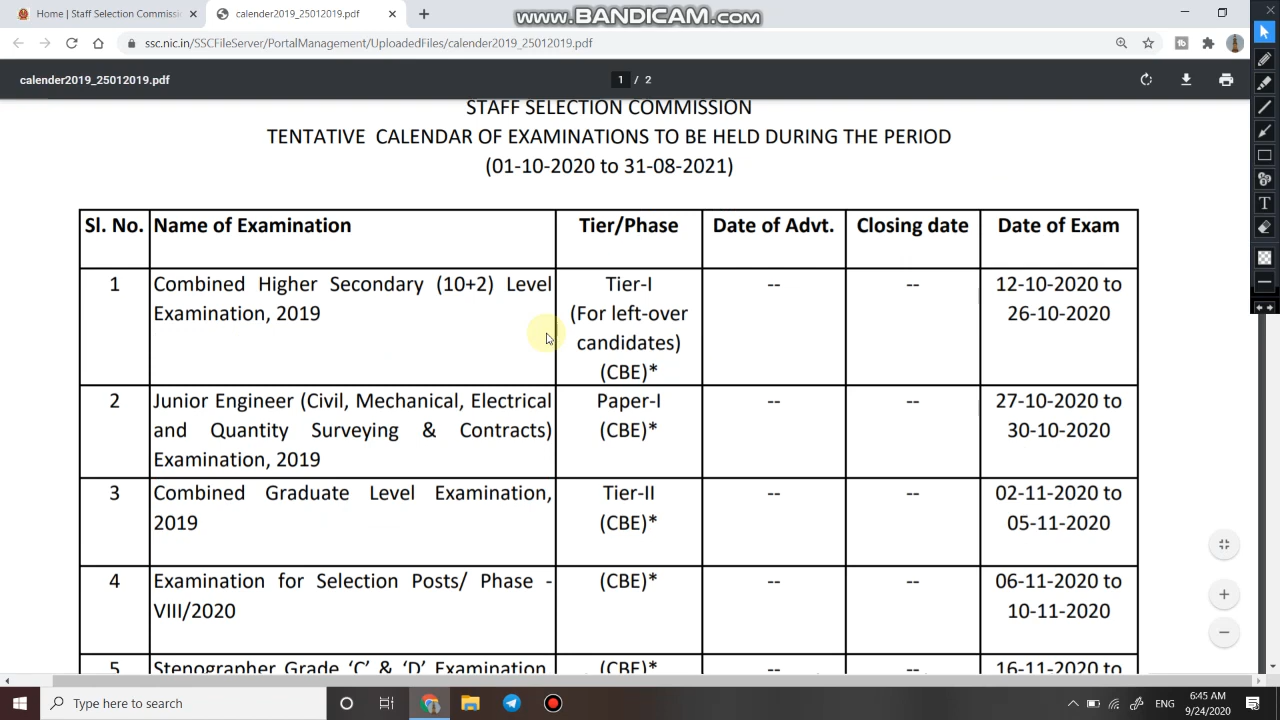 www.BANDICAM.com
Home | Staff Selection Commissi
calender2019_25012019.pdf
ssc.nic.in/SSCFileServer/PortalManagement/UploadedFiles/calender2019_25012019.pdf
calender2019_25012019.pdf
1 / 2
STAFF SELECTION COMMISSION
TENTATIVE CALENDAR OF EXAMINATIONS TO BE HELD DURING THE PERIOD
(01-10-2020 to 31-08-2021)
Sl. No. Name of Examination Tier/Phase Date of Advt. Closing date Date of Exam
1 Combined Higher Secondary (10+2) Level Tier-I -- -- 12-10-2020 to
Examination, 2019 (For left-over 26-10-2020
candidates)
(CBE)*
2 Junior Engineer (Civil, Mechanical, Electrical Paper-I -- -- 27-10-2020 to
and Quantity Surveying & Contracts) (CBE)* 30-10-2020
Examination, 2019
3 Combined Graduate Level Examination, Tier-II -- -- 02-11-2020 to
2019 (CBE)* 05-11-2020
4 Examination for Selection Posts/ Phase - (CBE)* -- -- 06-11-2020 to
VIII/2020 10-11-2020
5 Stenographer Grade ‘C’ & ‘D’ Examination, (CBE)* -- -- 16-11-2020 to
Type here to search
ENG
6:45 AM
9/24/2020